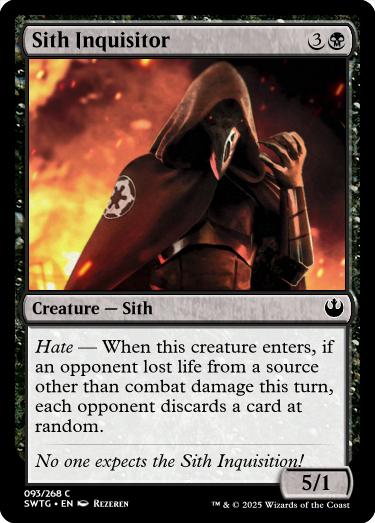 Sith Inquisitor 3
Creature — Sith
Hate — When this creature enters, if
an opponent lost life from a source
other than combat damage this turn,
each opponent discards a card at
random.
No one expects the Sith Inquisition!
5/1
093/268 C
SWTG • EN REZEREN
™ & © 2025 Wizards of the Coast